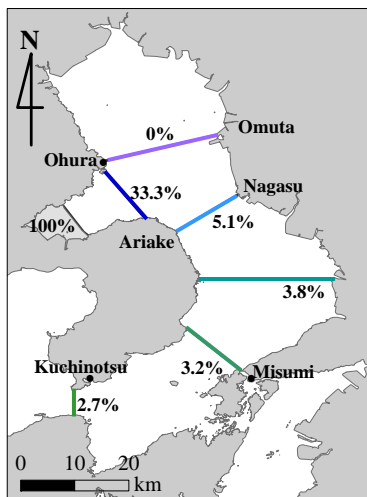 N
Omuta
0%
Ohura
Nagasu
33.3%
5.1%
100%
Ariake
3.8%
Kuchinotsu
3.2%
Misumi
2.7%
0 10 20
km